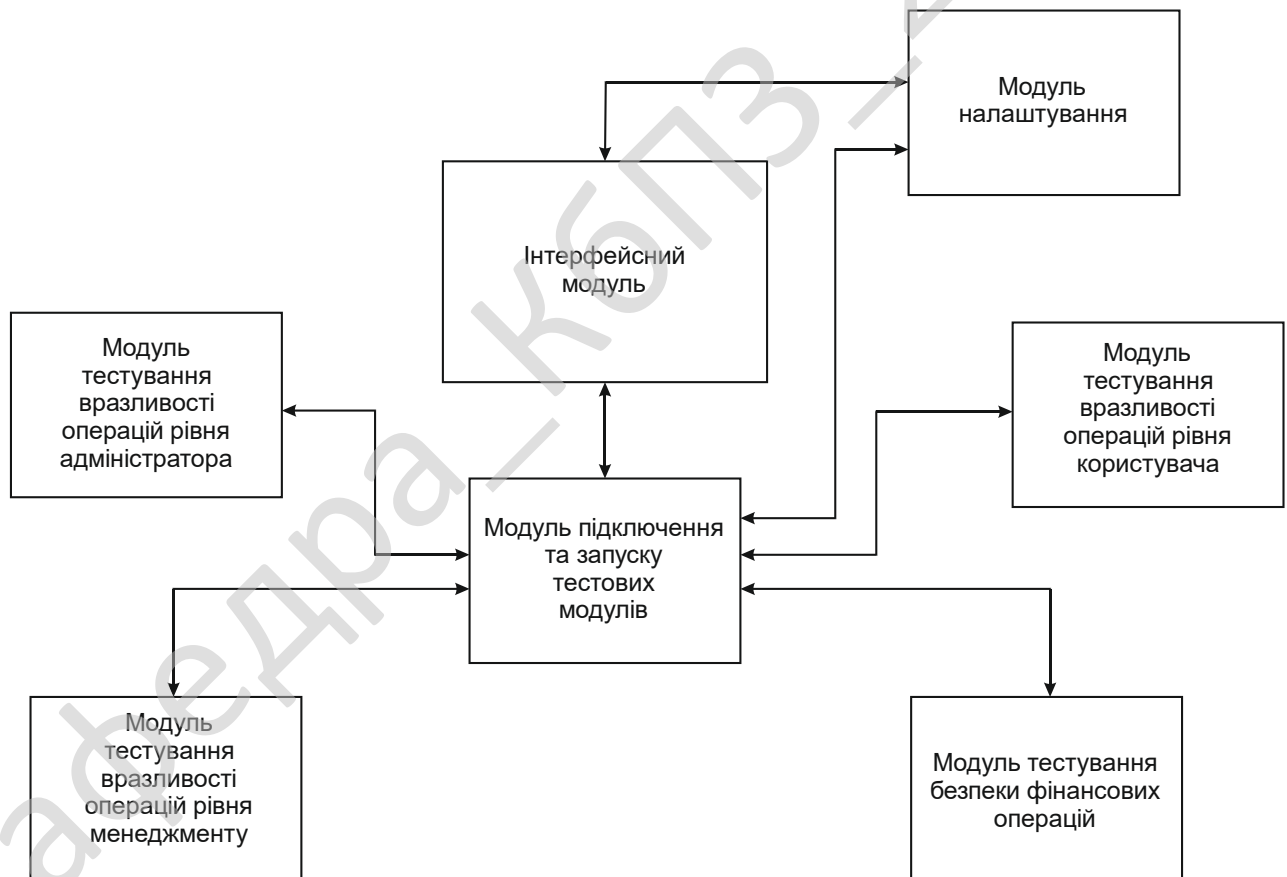 Модуль
налаштування
Інтерфейсний
модуль
Модуль
тестування
вразливості
операцій рівня
адміністратора
Модуль
тестування
вразливості
операцій рівня
користувача
Модуль підключення
та запуску
тестових
модулів
Модуль
тестування
вразливості
операцій рівня
менеджменту
Модуль тестування
безпеки фінансових
операцій
афедра_КбПЗ_